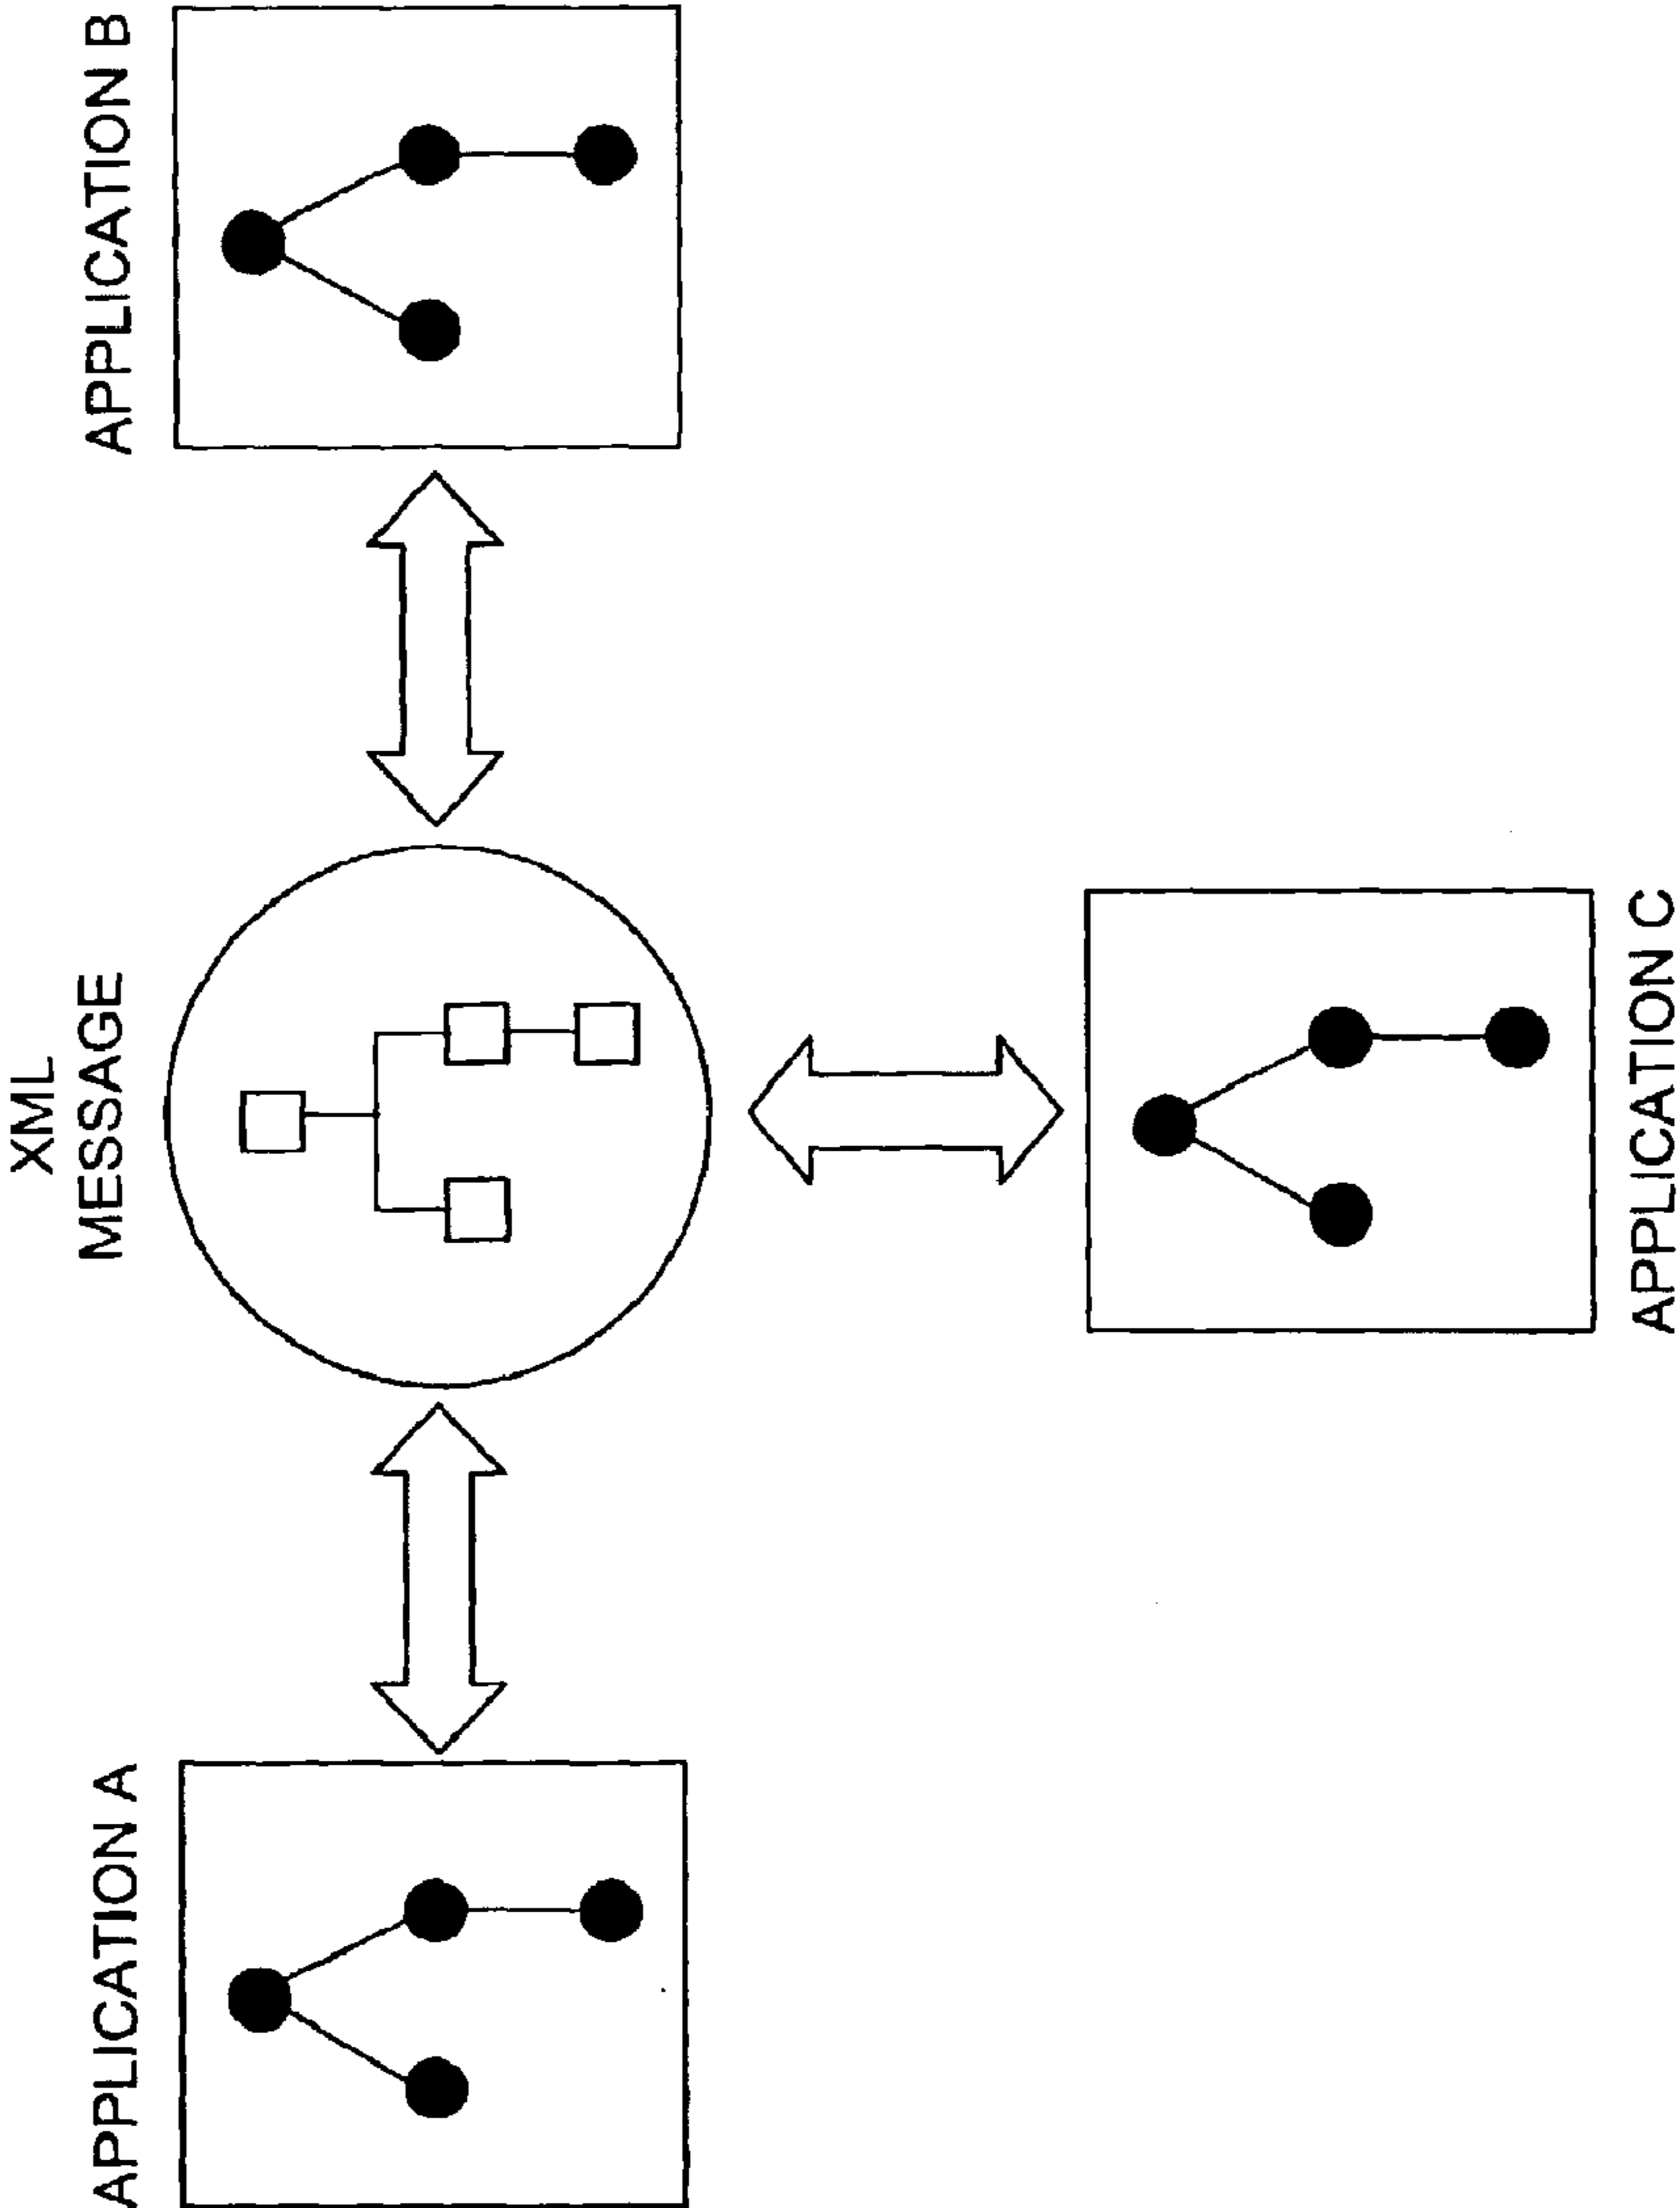 APPLICATION A
XML
MESSAGE
APPLICATION B
APPLICATION C